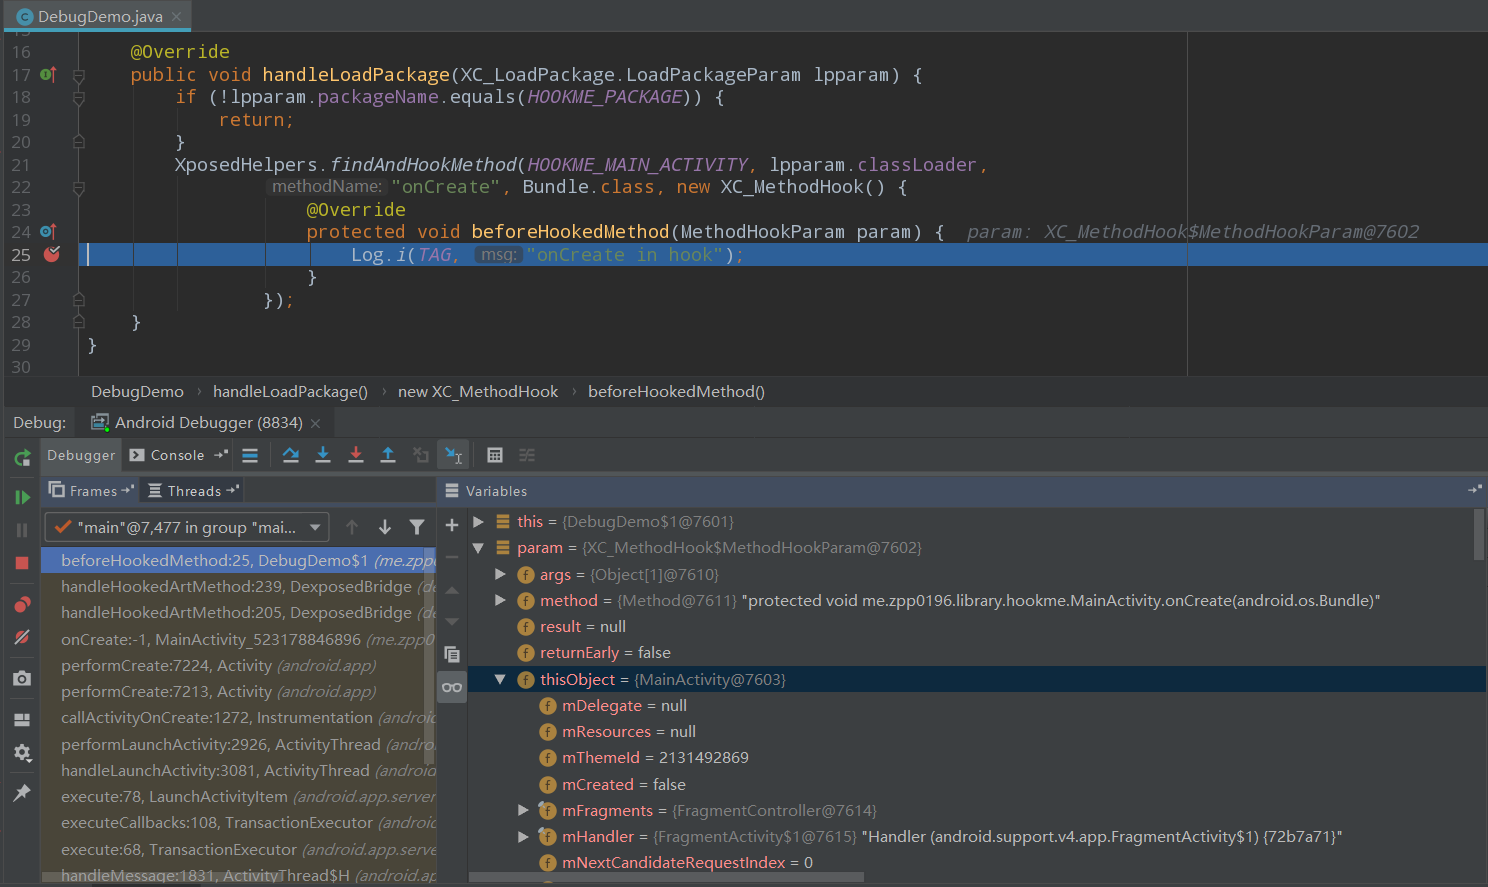 DebugDemo.java
16 @Override
17 public void handleLoadPackage(XC_LoadPackage.LoadPackageParam lpparam) {
18 if (!lpparam.packageName.equals(HOOKME_PACKAGE)) {
19 return;
20 }
21 XposedHelpers.findAndHookMethod(HOOKME_MAIN_ACTIVITY, lpparam.classLoader,
22 methodName: "onCreate", Bundle.class, new XC_MethodHook() {
23 @Override
24 protected void beforeHookedMethod(MethodHookParam param) { param: XC_MethodHook$MethodHookParam@7602
25 Log.i(TAG, msg: "onCreate in hook");
26 }
27 });
28 }
29 }
30
DebugDemo › handleLoadPackage() › new XC_MethodHook › beforeHookedMethod()
Debug: Android Debugger (8834)
Debugger Console
Frames Threads
"main"@7,477 in group "mai...
beforeHookedMethod:25, DebugDemo$1 (me.zpp0
handleHookedArtMethod:239, DexposedBridge (de
handleHookedArtMethod:205, DexposedBridge (de
onCreate:-1, MainActivity_523178846896 (me.zpp0
performCreate:7224, Activity (android.app)
performCreate:7213, Activity (android.app)
callActivityOnCreate:1272, Instrumentation (android
performLaunchActivity:2926, ActivityThread (andro
handleLaunchActivity:3081, ActivityThread (android
execute:78, LaunchActivityItem (android.app.server
executeCallbacks:108, TransactionExecutor (android
execute:68, TransactionExecutor (android.app.serve
handleMessage:1831, ActivityThread$H (android.ap
Variables
this = {DebugDemo$1@7601}
param = {XC_MethodHook$MethodHookParam@7602}
args = {Object[1]@7610}
method = {Method@7611} "protected void me.zpp0196.library.hookme.MainActivity.onCreate(android.os.Bundle)"
result = null
returnEarly = false
thisObject = {MainActivity@7603}
mDelegate = null
mResources = null
mThemeId = 2131492869
mCreated = false
mFragments = {FragmentController@7614}
mHandler = {FragmentActivity$1@7615} "Handler (android.support.v4.app.FragmentActivity$1) {72b7a71}"
mNextCandidateRequestIndex = 0